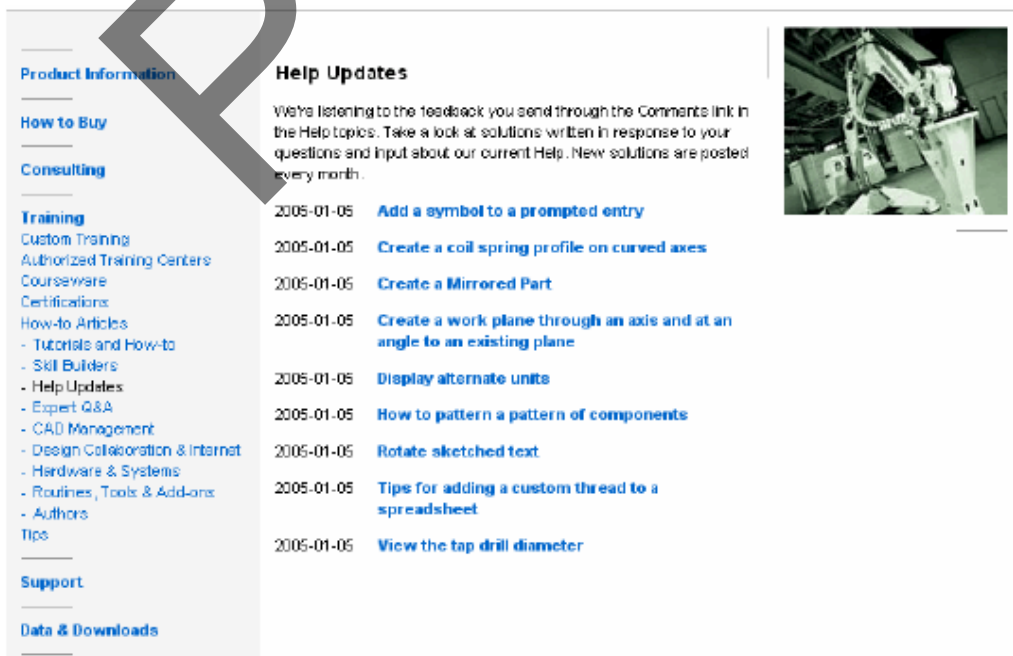 Product Information
How to Buy
Consulting
Training
Custom Training
Authorized Training Centers
Courseware
Certifications
How-to Articles
- Tutorials and How-to
- Skill Builders
- Help Updates
- Expert Q&A
- CAD Management
- Design Collaboration & Internet
- Hardware & Systems
- Routines, Tools & Add-ons
- Authors
Tips
Support
Data & Downloads
Help Updates
We're listening to the feedback you send through the Comments link in
the Help topics. Take a look at solutions written in response to your
questions and input about our current Help. New solutions are posted
every month.
2005-01-05 Add a symbol to a prompted entry
2005-01-05 Create a coil spring profile on curved axes
2005-01-05 Create a Mirrored Part
2005-01-05 Create a work plane through an axis and at an
angle to an existing plane
2005-01-05 Display alternate units
2005-01-05 How to pattern a pattern of components
2005-01-05 Rotate sketched text
2005-01-05 Tips for adding a custom thread to a
spreadsheet
2005-01-05 View the tap drill diameter